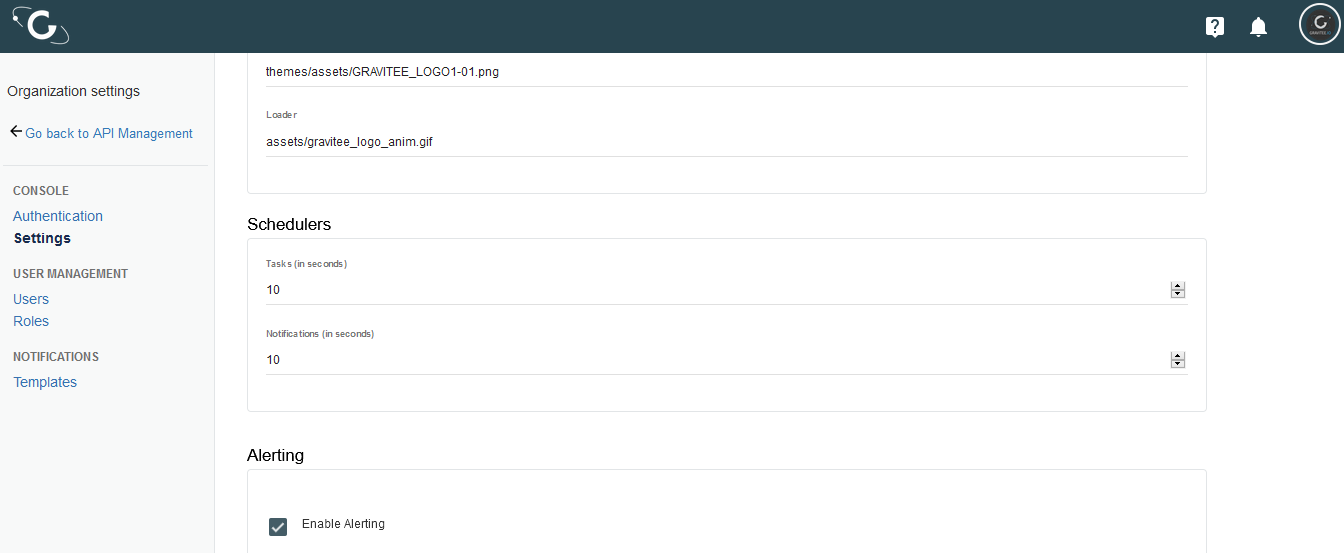 Organization settings
Go back to API Management
CONSOLE
Authentication
Settings
USER MANAGEMENT
Users
Roles
NOTIFICATIONS
Templates
themes/assets/GRAVITEE_LOGO1-01.png
Loader
assets/gravitee_logo_anim.gif
Schedulers
Tasks (in seconds)
10
Notifications (in seconds)
10
Alerting
Enable Alerting